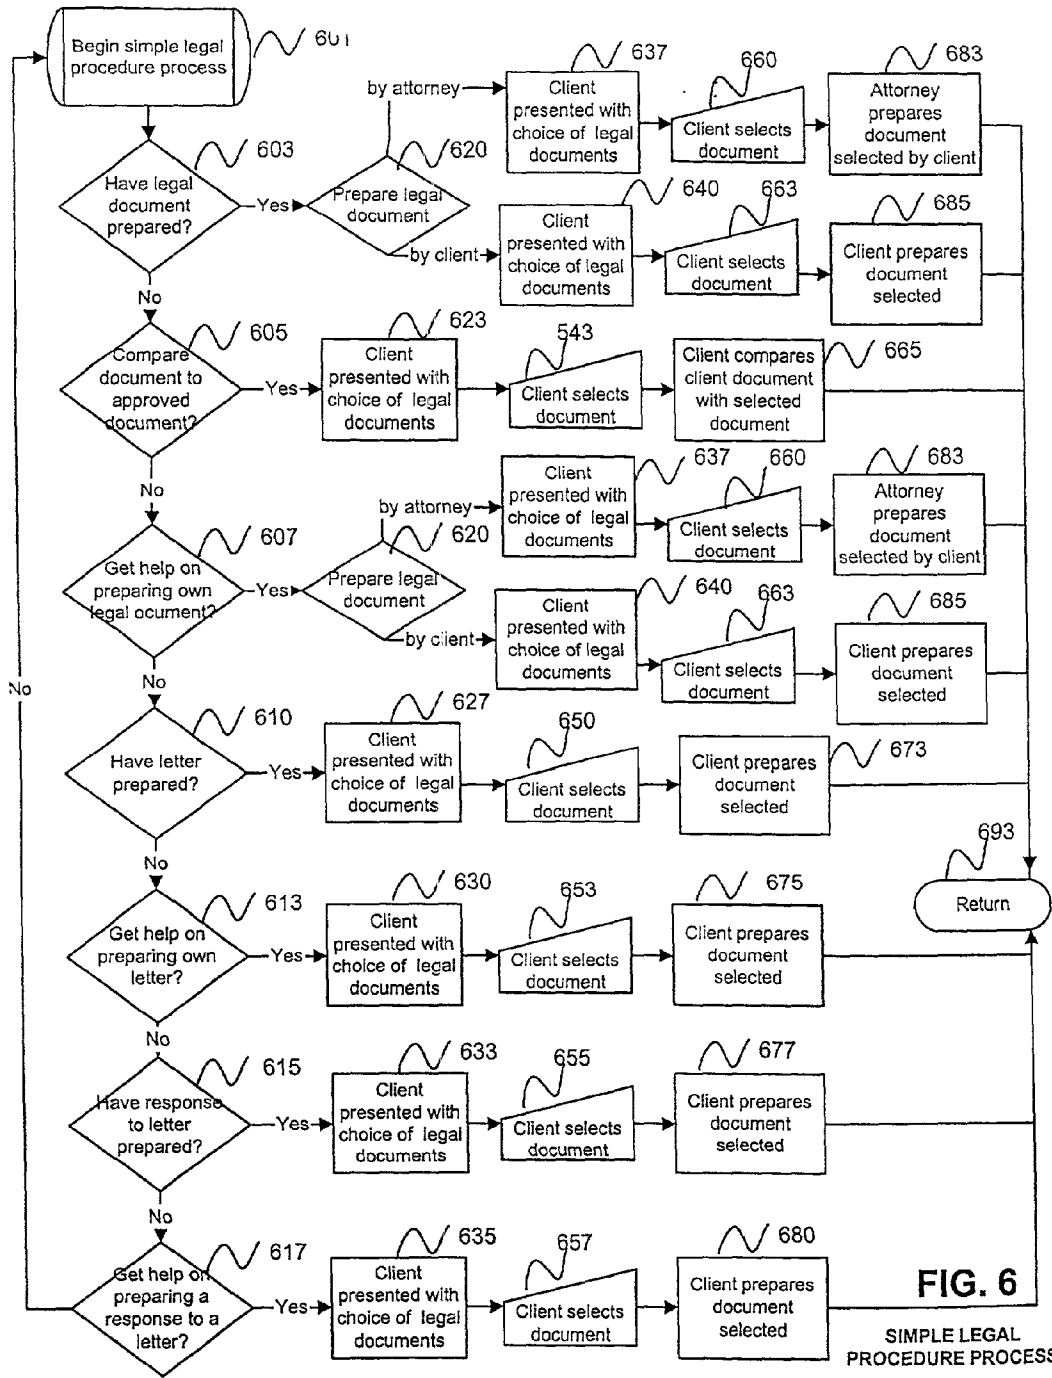 Begin simple legal
procedure process
601
Have legal
document
prepared?
603
Yes
Prepare legal
document
620
by attorney
Client
presented with
choice of legal
documents
637
Client selects
document
660
Attorney
prepares
document
selected by client
683
by client
Client
presented with
choice of legal
documents
640
Client selects
document
663
Client prepares
document
selected
685
No
Compare
document to
approved
document?
605
Yes
Client
presented with
choice of legal
documents
623
Client selects
document
543
Client compares
client document
with selected
document
665
No
Get help on
preparing own
legal ocument?
607
Yes
Prepare legal
document
620
by attorney
Client
presented with
choice of legal
documents
637
Client selects
document
660
Attorney
prepares
document
selected by client
683
by client
Client
presented with
choice of legal
documents
640
Client selects
document
663
Client prepares
document
selected
685
No
Have letter
prepared?
610
Yes
Client
presented with
choice of legal
documents
627
Client selects
document
650
Client prepares
document
selected
673
No
Get help on
preparing own
letter?
613
Yes
Client
presented with
choice of legal
documents
630
Client selects
document
653
Client prepares
document
selected
675
No
Have response
to letter
prepared?
615
Yes
Client
presented with
choice of legal
documents
633
Client selects
document
655
Client prepares
document
selected
677
No
Get help on
preparing a
response to a
letter?
617
Yes
Client
presented with
choice of legal
documents
635
Client selects
document
657
Client prepares
document
selected
680
No
Return
693
FIG. 6
SIMPLE LEGAL
PROCEDURE PROCESS